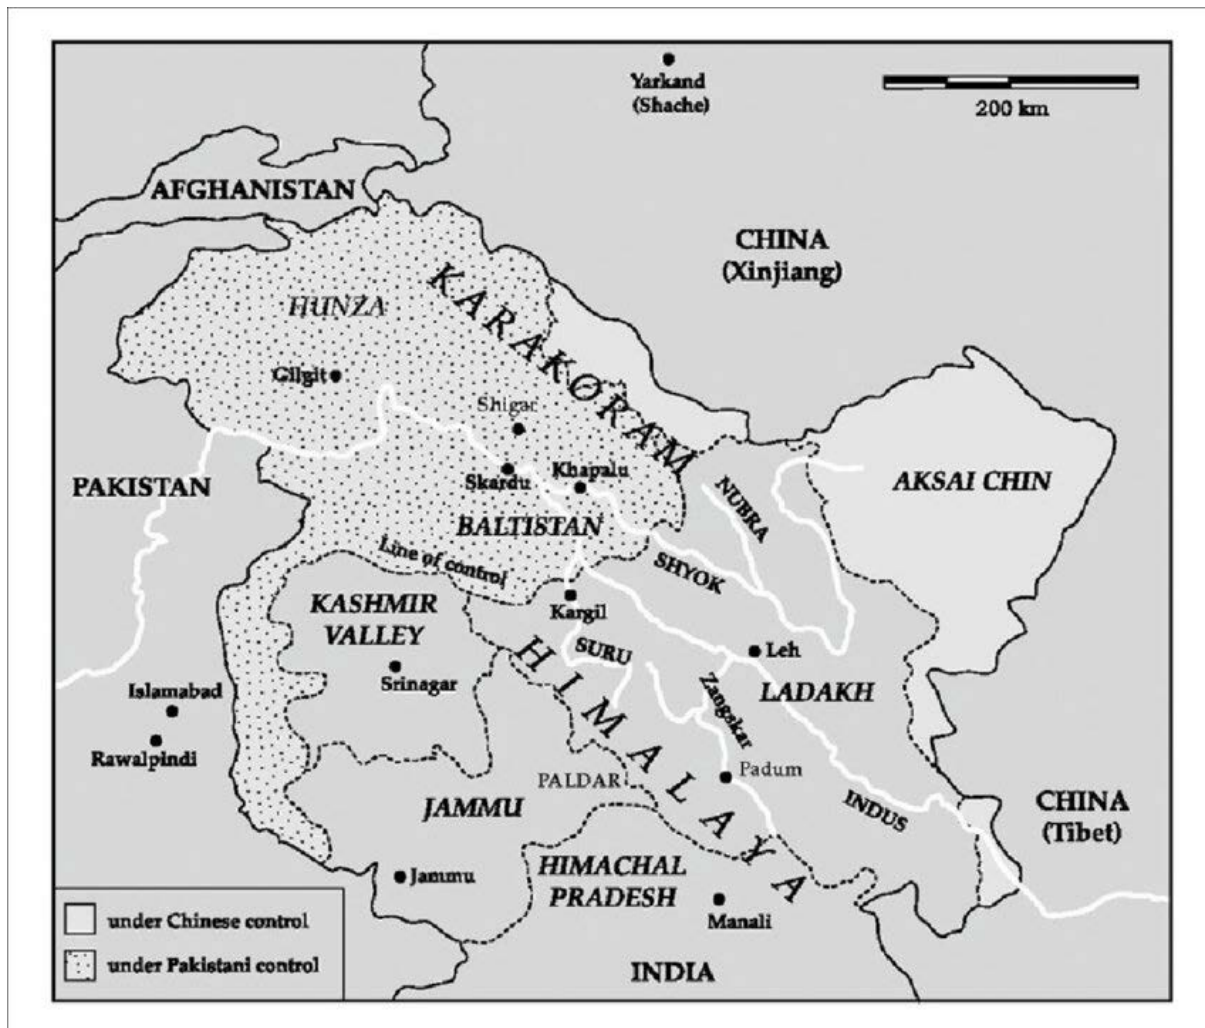 Yarkand
(Shache)
200 km
AFGHANISTAN
CHINA
(Xinjiang)
KARAKORAM
HUNZA
Gilgit
Shigar
PAKISTAN
Skardu
Khapalu
NUBRA
AKSAI CHIN
BALTISTAN
Line of control
SHYOK
KASHMIR
VALLEY
Kargil
HIMALAYA
SURU
Leh
Srinagar
LADAKH
Islamabad
Zangskar
Rawalpindi
Padum
PALDAR
JAMMU
INDUS
CHINA
(Tibet)
HIMACHAL
PRADESH
Jammu
Manali
INDIA
under Chinese control
under Pakistani control